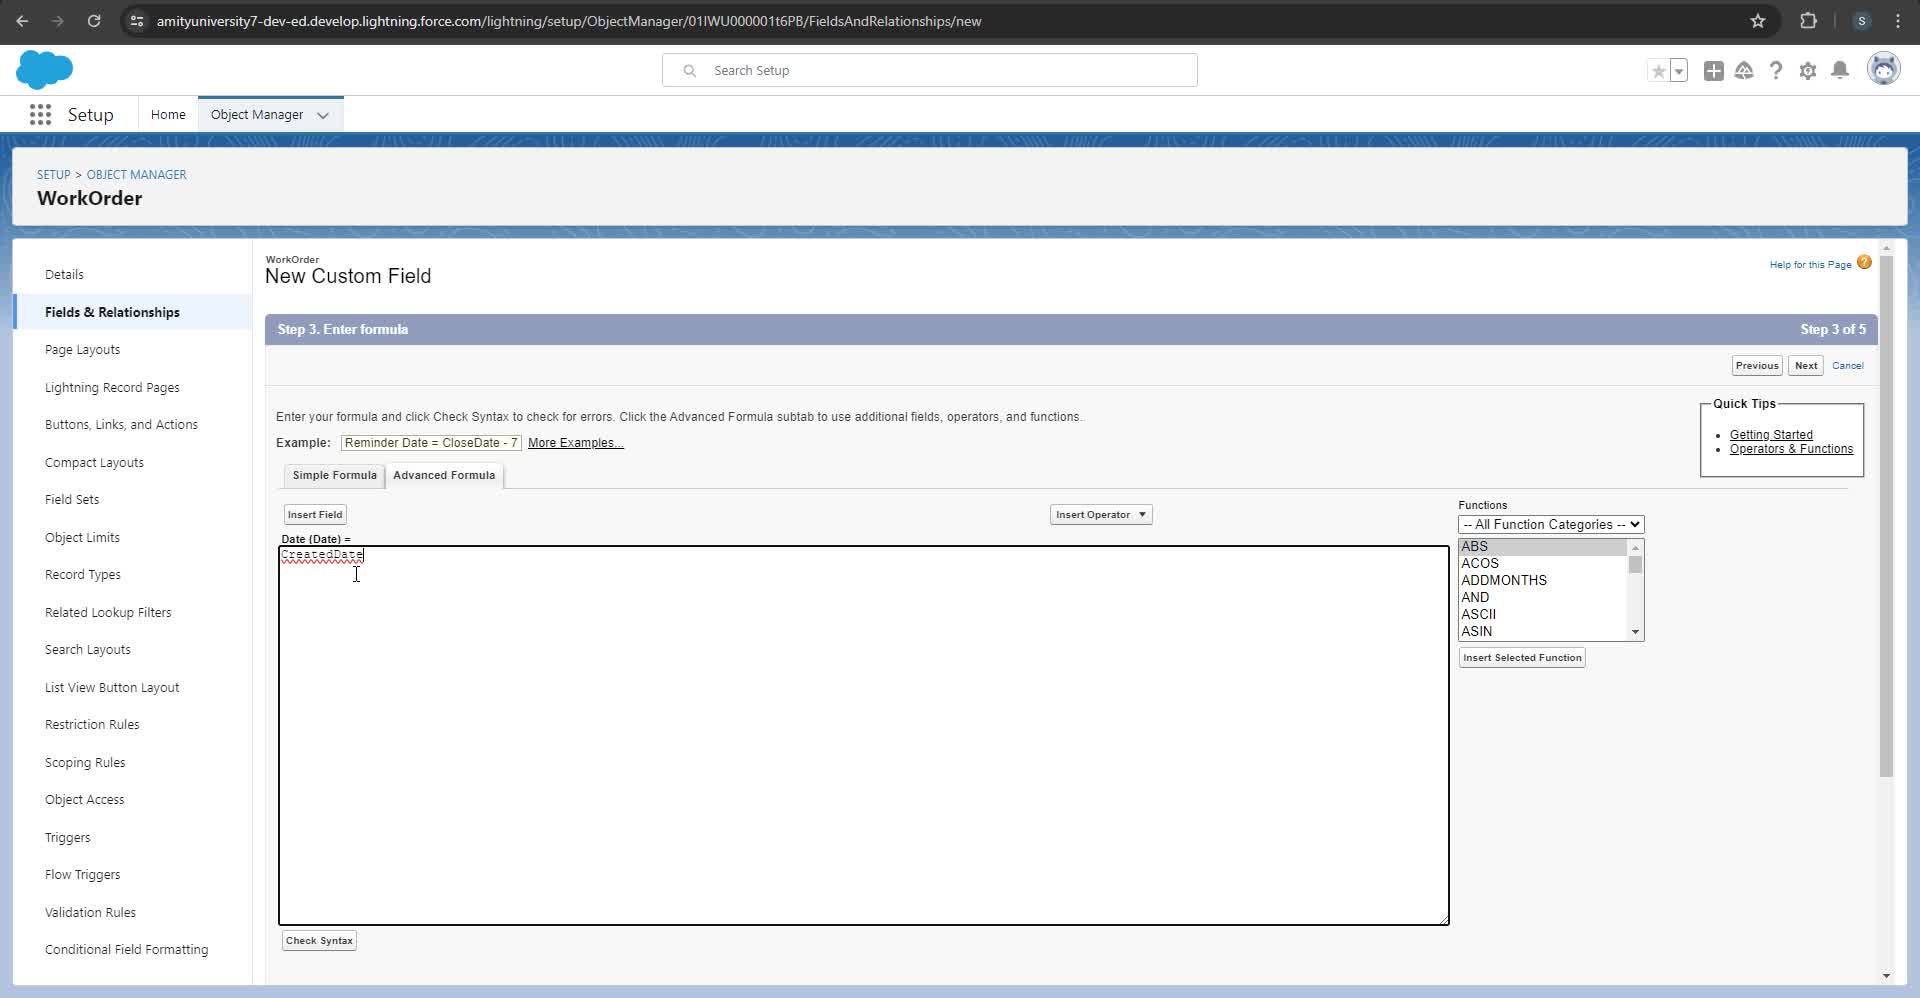 amityuniversity7-dev-ed.develop.lightning.force.com/lightning/setup/ObjectManager/01IWU000001t6PB/FieldsAndRelationships/new
S
Search Setup
Setup
Home
Object Manager
SETUP > OBJECT MANAGER
WorkOrder
Details
Fields & Relationships
Page Layouts
Lightning Record Pages
Buttons, Links, and Actions
Compact Layouts
Field Sets
Object Limits
Record Types
Related Lookup Filters
Search Layouts
List View Button Layout
Restriction Rules
Scoping Rules
Object Access
Triggers
Flow Triggers
Validation Rules
Conditional Field Formatting
WorkOrder
New Custom Field
Help for this Page ?
Step 3. Enter formula
Step 3 of 5
Previous
Next
Cancel
Enter your formula and click Check Syntax to check for errors. Click the Advanced Formula subtab to use additional fields, operators, and functions.
Example: Reminder Date = CloseDate - 7 More Examples...
Quick Tips
• Getting Started
• Operators & Functions
Simple Formula
Advanced Formula
Insert Field
Insert Operator
Date (Date) =
CreatedDate
Functions
-- All Function Categories --
ABS
ACOS
ADDMONTHS
AND
ASCII
ASIN
Insert Selected Function
Check Syntax